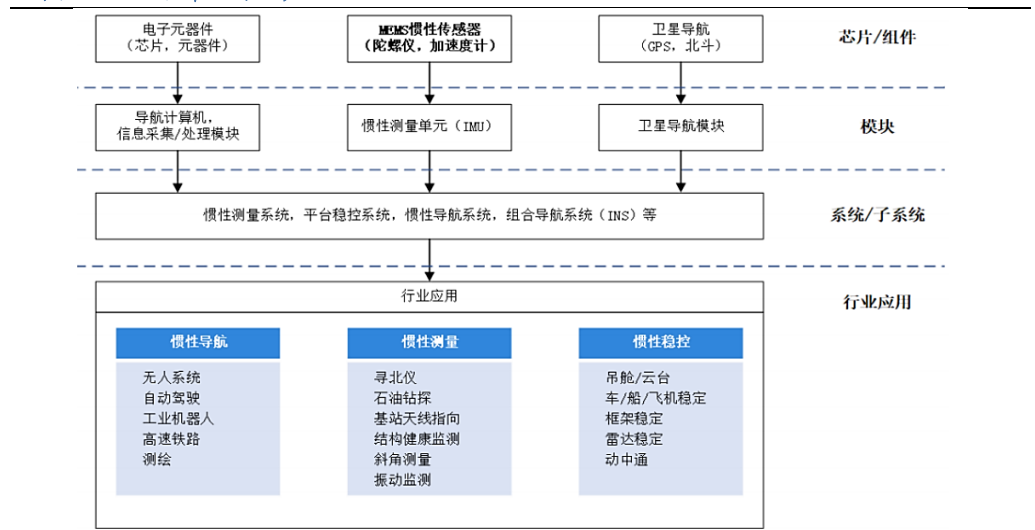 电子元器件
（芯片，元器件）
MEMS惯性传感器
（陀螺仪，加速度计）
卫星导航
（GPS，北斗）
芯片/组件
导航计算机，
信息采集/处理模块
惯性测量单元（IMU）
卫星导航模块
模块
惯性测量系统，平台稳控系统，惯性导航系统，组合导航系统（INS）等
系统/子系统
行业应用
行业应用
惯性导航
无人系统
自动驾驶
工业机器人
高速铁路
测绘
惯性测量
寻北仪
石油钻探
基站天线指向
结构健康监测
斜角测量
振动监测
惯性稳控
吊舱/云台
车/船/飞机稳定
框架稳定
雷达稳定
动中通